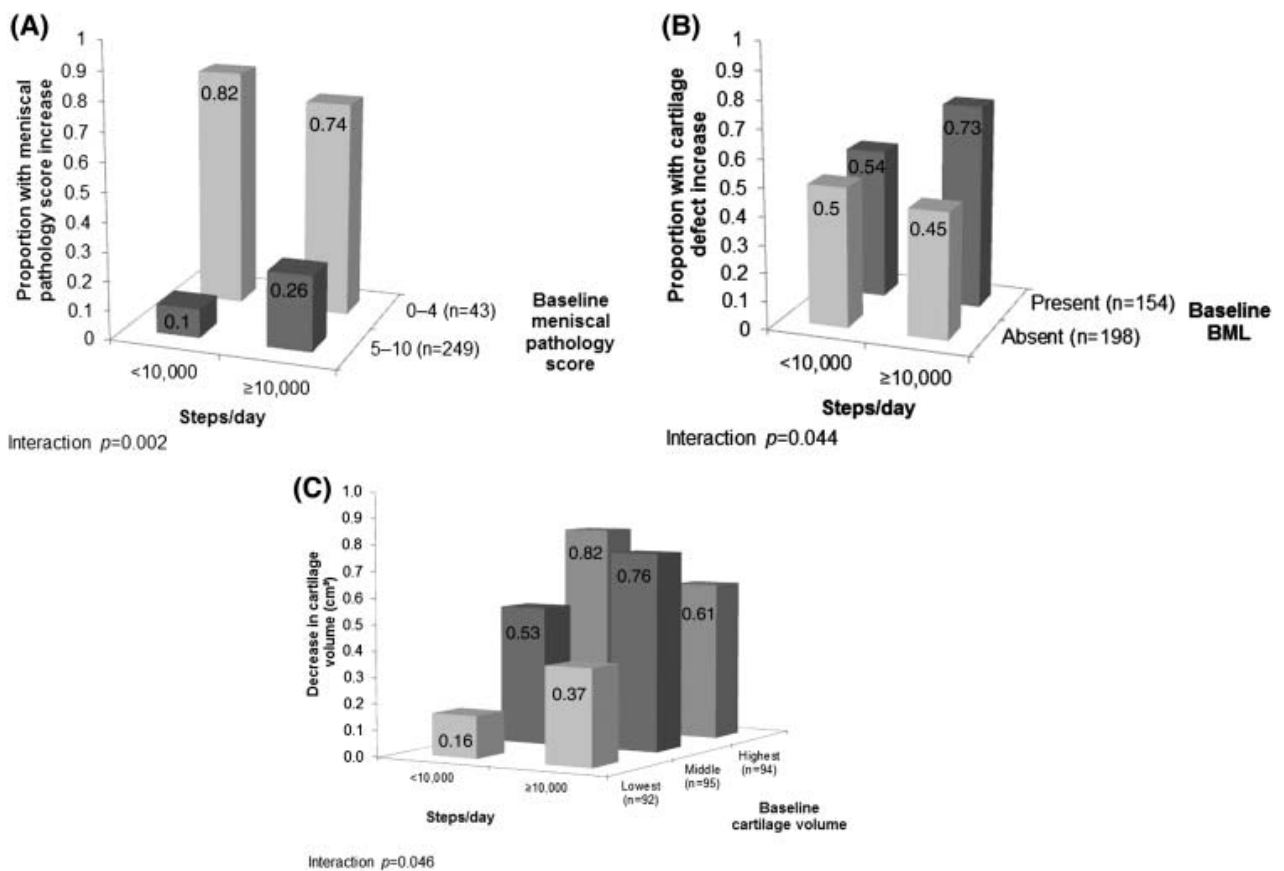 (A)
Proportion with meniscal
pathology score increase
1
0.9
0.8
0.7
0.6
0.5
0.4
0.3
0.2
0.1
0
0.82
0.74
0.1
0.26
<10,000
≥10,000
Steps/day
0–4 (n=43)
5–10 (n=249)
Baseline
meniscal
pathology
score
Interaction p=0.002
(B)
Proportion with cartilage
defect increase
1
0.9
0.8
0.7
0.6
0.5
0.4
0.3
0.2
0.1
0
0.54
0.73
0.5
0.45
<10,000
≥10,000
Steps/day
Present (n=154)
Absent (n=198)
Baseline
BML
Interaction p=0.044
(C)
Decrease in cartilage
volume (cm³)
1.0
0.9
0.8
0.7
0.6
0.5
0.4
0.3
0.2
0.1
0.0
0.82
0.76
0.61
0.53
0.37
0.16
<10,000
≥10,000
Steps/day
Lowest
(n=92)
Middle
(n=95)
Highest
(n=94)
Baseline
cartilage volume
Interaction p=0.046